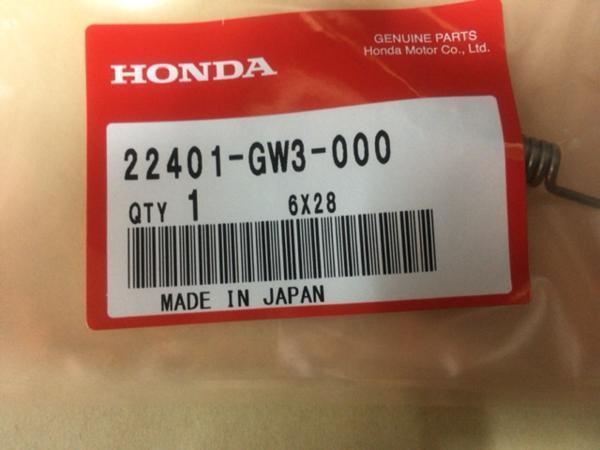 GENUINE PARTS
HONDA
Honda Motor Co., Ltd.
22401-GW3-000
QTY 1 6X28
MADE IN JAPAN